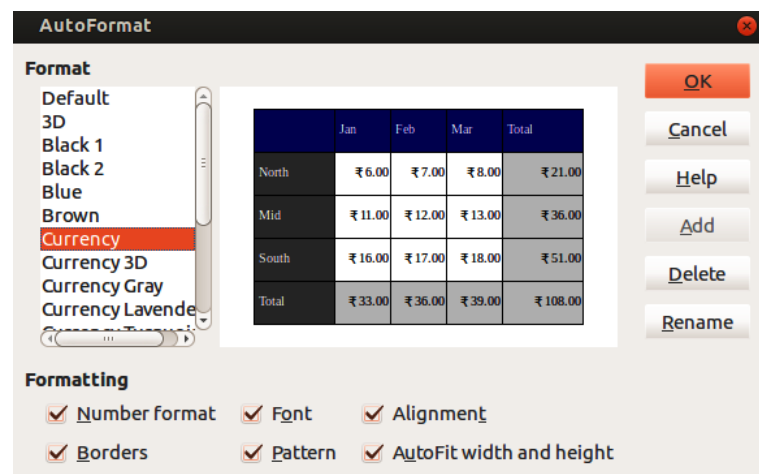 AutoFormat
Format
Default
3D
Black 1
Black 2
Blue
Brown
Currency
Currency 3D
Currency Gray
Currency Lavende
Jan Feb Mar Total
North ₹ 6.00 ₹ 7.00 ₹ 8.00 ₹ 21.00
Mid ₹ 11.00 ₹ 12.00 ₹ 13.00 ₹ 36.00
South ₹ 16.00 ₹ 17.00 ₹ 18.00 ₹ 51.00
Total ₹ 33.00 ₹ 36.00 ₹ 39.00 ₹ 108.00
OK
Cancel
Help
Add
Delete
Rename
Formatting
Number format Font Alignment
Borders Pattern AutoFit width and height